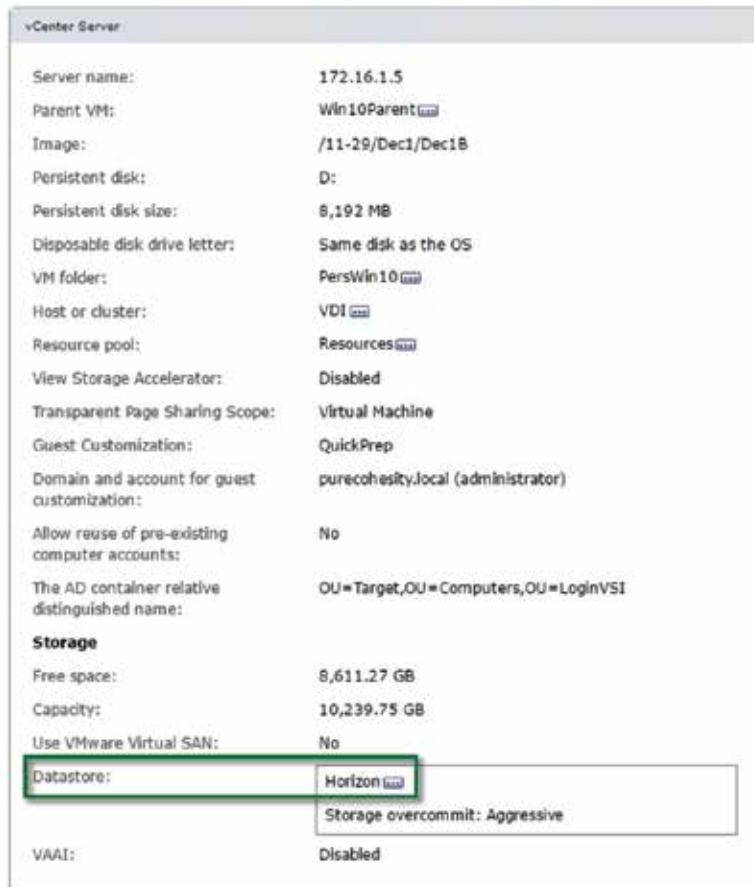 vCenter Server
Server name: 172.16.1.5
Parent VM: Win10Parent
Image: /11-29/Dec1/Dec1B
Persistent disk: D:
Persistent disk size: 8,192 MB
Disposable disk drive letter: Same disk as the OS
VM folder: PersWin10
Host or cluster: VDI
Resource pool: Resources
View Storage Accelerator: Disabled
Transparent Page Sharing Scope: Virtual Machine
Guest Customization: QuickPrep
Domain and account for guest purecohesity.local (administrator)
customization:
Allow reuse of pre-existing No
computer accounts:
The AD container relative OU=Target,OU=Computers,OU=LoginVSI
distinguished name:
Storage
Free space: 8,611.27 GB
Capacity: 10,239.75 GB
Use VMware Virtual SAN: No
Datastore: Horizon
Storage overcommit: Aggressive
VAAI: Disabled